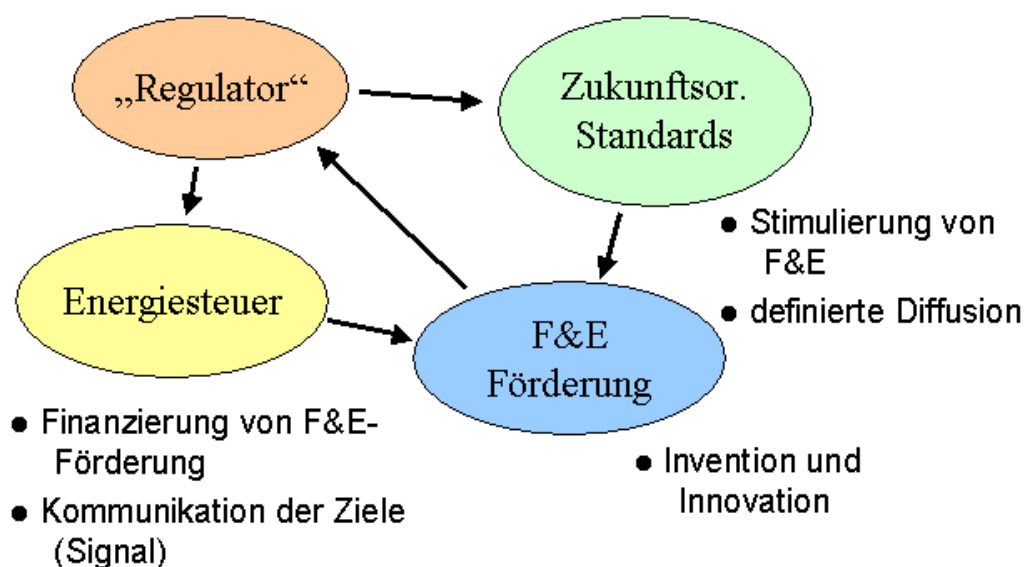 „Regulator“
Zukunftsor.
Standards
● Stimulierung von
F&E
● definierte Diffusion
Energiesteuer
F&E
Förderung
● Finanzierung von F&E-
Förderung
● Kommunikation der Ziele
(Signal)
● Invention und
Innovation